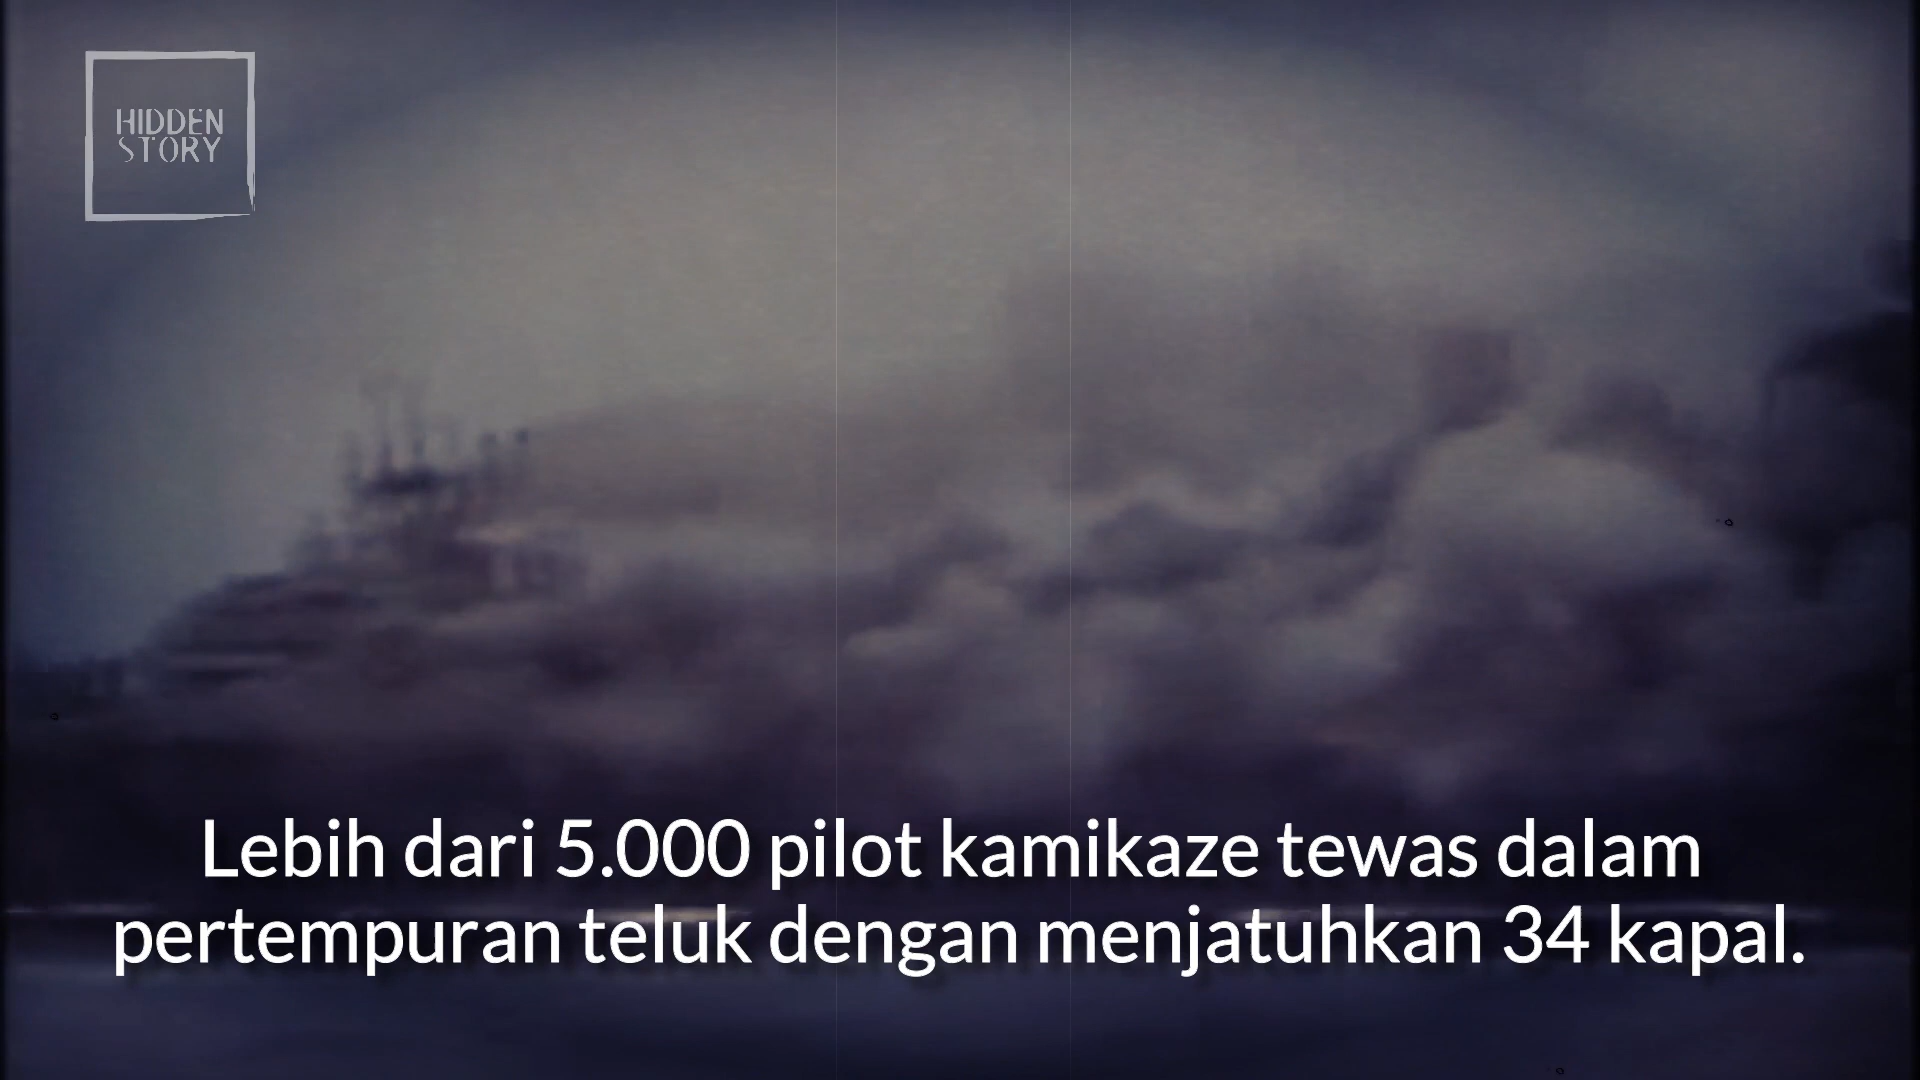 HIDDEN
STORY
Lebih dari 5.000 pilot kamikaze tewas dalam
pertempuran teluk dengan menjatuhkan 34 kapal.